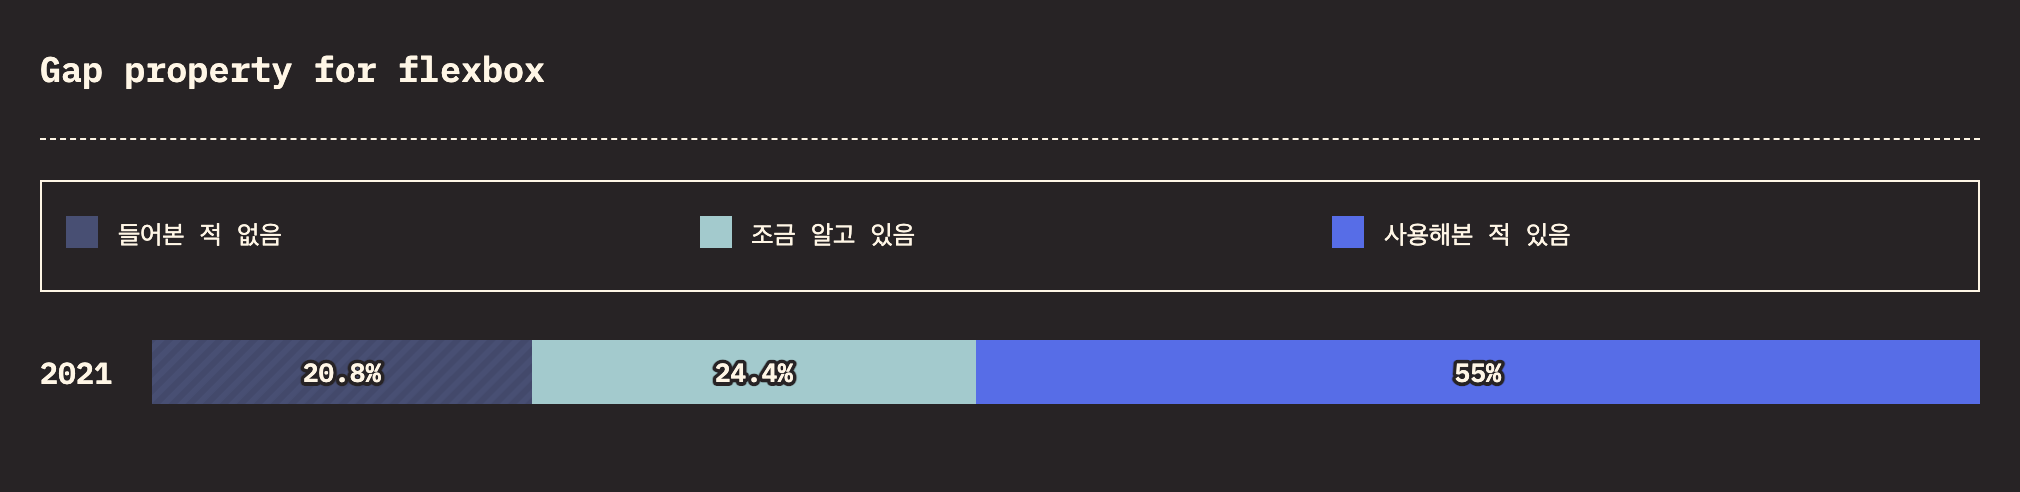 Gap property for flexbox
들어본 적 없음 조금 알고 있음 사용해본 적 있음
2021 20.8% 24.4% 55%